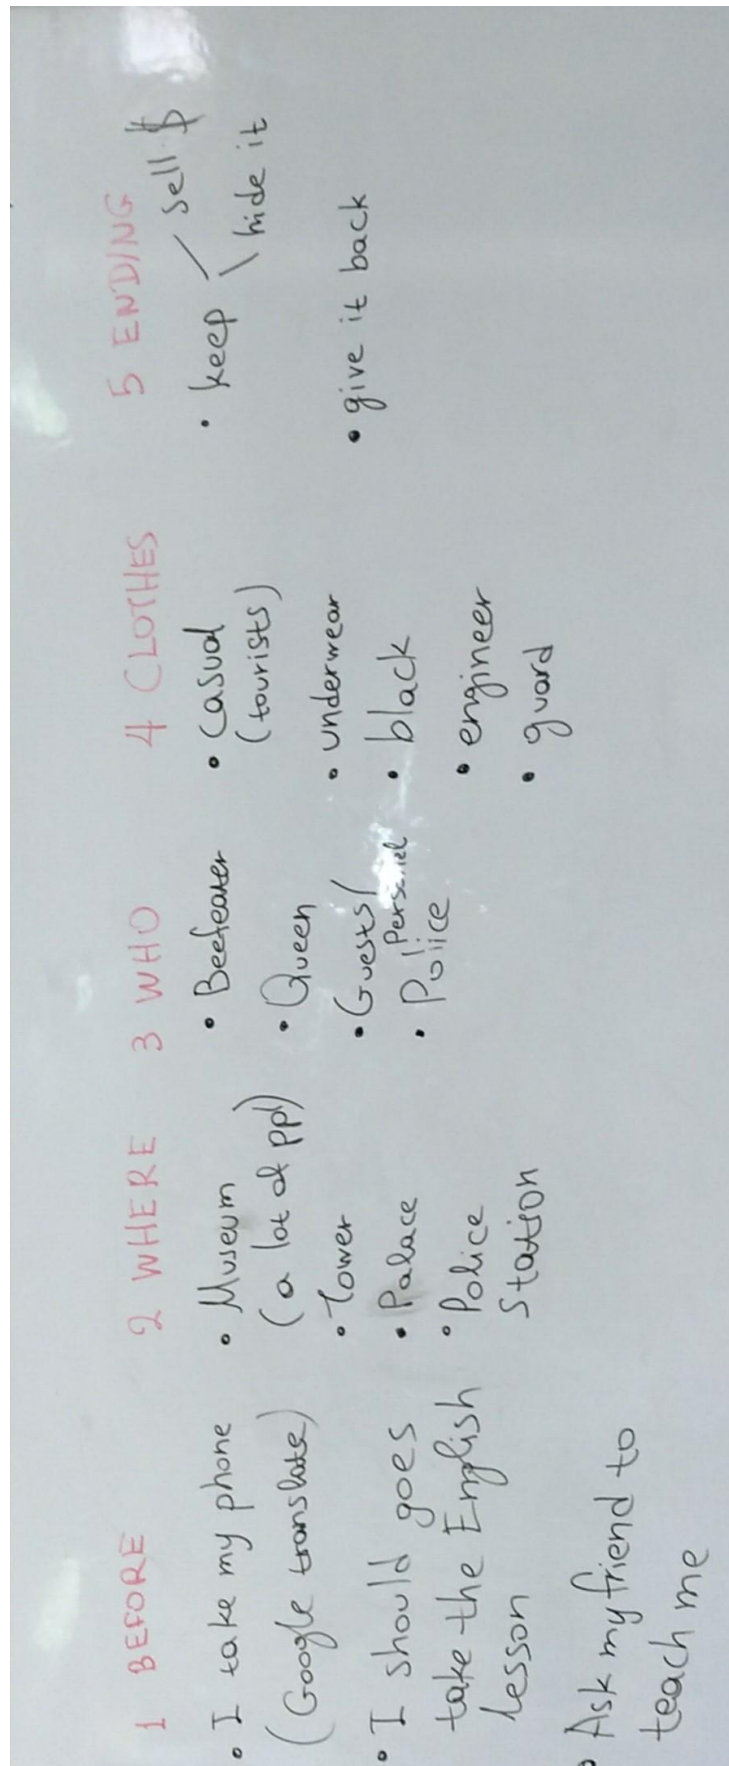 1 BEFORE
• I take my phone
(Google translate)
• I should goes
take the English
lesson
• Ask my friend to
teach me
2 WHERE
• Museum
(a lot of ppl)
• Tower
• Palace
• Police
Station
3 WHO
• Beefeater
• Queen
• Guests/
Personel
• Police
4 CLOTHES
• Casual
(tourists)
• underwear
• black
• engineer
• guard
5 ENDING
• keep / sell $
\ hide it
• give it back